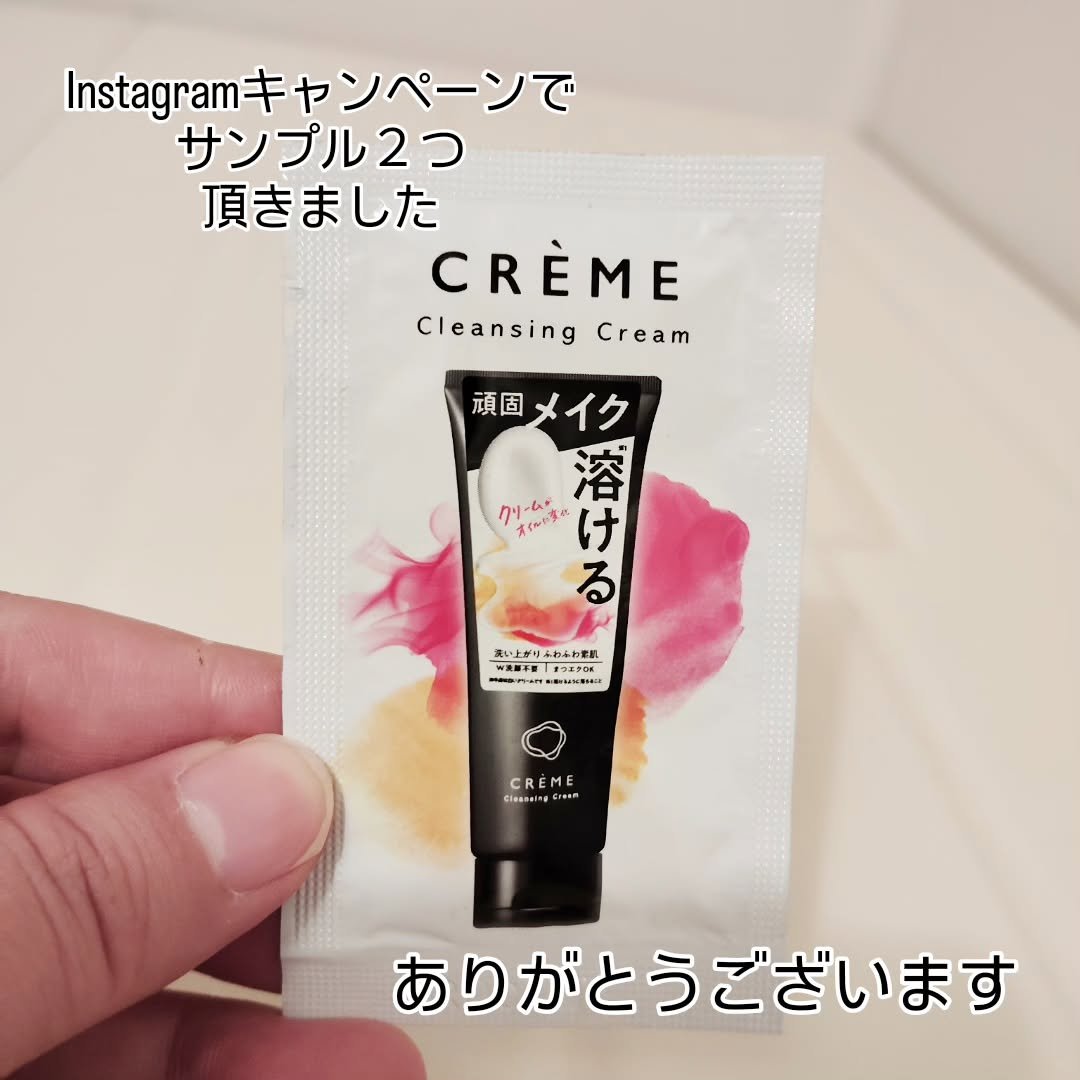 Instagramキャンペーンで
サンプル２つ
頂きました
CRÈME
Cleansing Cream
頑固メイク
溶ける
クリームが
オイルに変化
洗い上がりふわふわ素肌
W洗顔不要 まつエクOK
CRÈME
Cleansing Cream
ありがとうございます